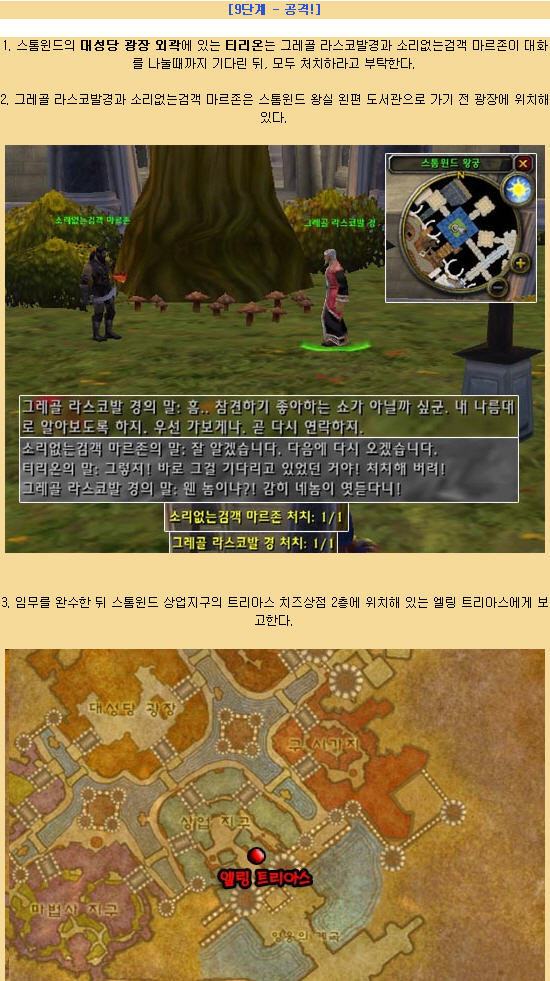 [9단계 - 공격!]
1. 스톰윈드의 대성당 광장 외곽에 있는 티리온는 그레골 라스코발경과 소리없는검객 마르존이 대화
를 나눌때까지 기다린 뒤, 모두 처치하라고 부탁한다.
2. 그레골 라스코발경과 소리없는검객 마르존은 스톰윈드 왕실 왼편 도서관으로 가기 전 광장에 위치해
있다.
스톰윈드 왕궁
N
소리없는검객 마르존
그레골 라스코발 경
그레골 라스코발 경의 말: 흠.. 참견하기 좋아하는 쇼가 아닐까 싶군. 내 나름대
로 알아보도록 하지. 우선 가보게나. 곧 다시 연락하지.
소리없는검객 마르존의 말: 잘 알겠습니다. 다음에 다시 오겠습니다.
티리온의 말: 그렇지! 바로 그걸 기다리고 있었던 거야! 처치해 버려!
그레골 라스코발 경의 말: 웬 놈이냐?! 감히 네놈이 엿듣다니!
소리없는검객 마르존 처치: 1/1
그레골 라스코발 경 처치: 1/1
3. 임무를 완수한 뒤 스톰윈드 상업지구의 트리아스 치즈상점 2층에 위치해 있는 엘링 트리아스에게 보
고한다.
대성당 광장
구 시가지
상업 지구
엘링 트리아스
마법사 지구
영웅의 계곡